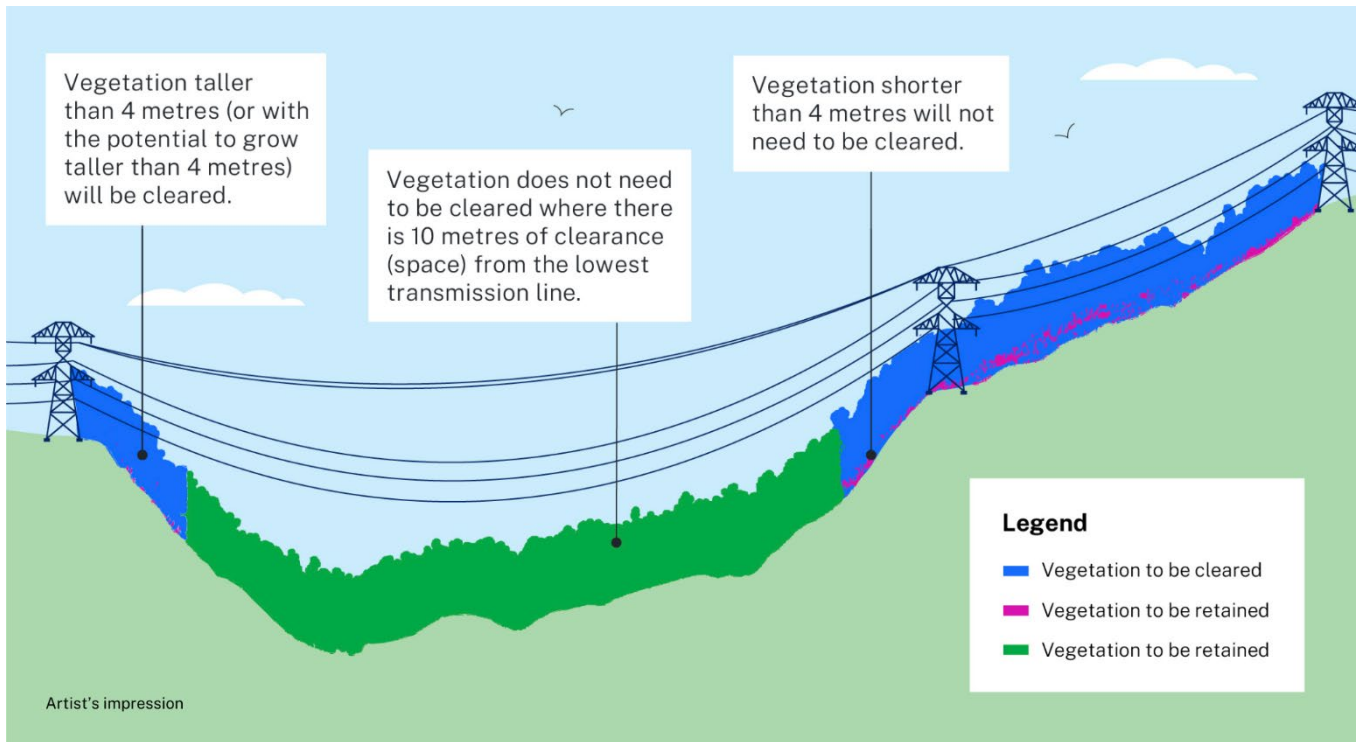 Vegetation taller
than 4 metres (or with
the potential to grow
taller than 4 metres)
will be cleared.
Vegetation does not need
to be cleared where there
is 10 metres of clearance
(space) from the lowest
transmission line.
Vegetation shorter
than 4 metres will not
need to be cleared.
Legend
Vegetation to be cleared
Vegetation to be retained
Vegetation to be retained
Artist's impression